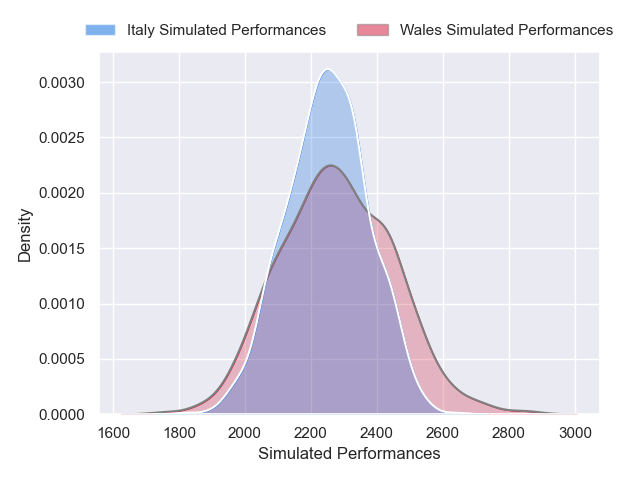 Italy Simulated Performances Wales Simulated Performances
0.0030
0.0025
0.0020
0.0015
0.0010
0.0005
0.0000
Density
1600 1800 2000 2200 2400 2600 2800 3000
Simulated Performances